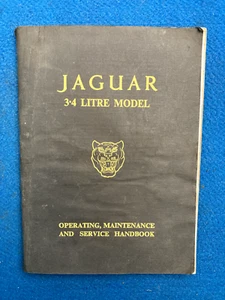 JAGUAR
3·4 LITRE MODEL
OPERATING, MAINTENANCE
AND SERVICE HANDBOOK